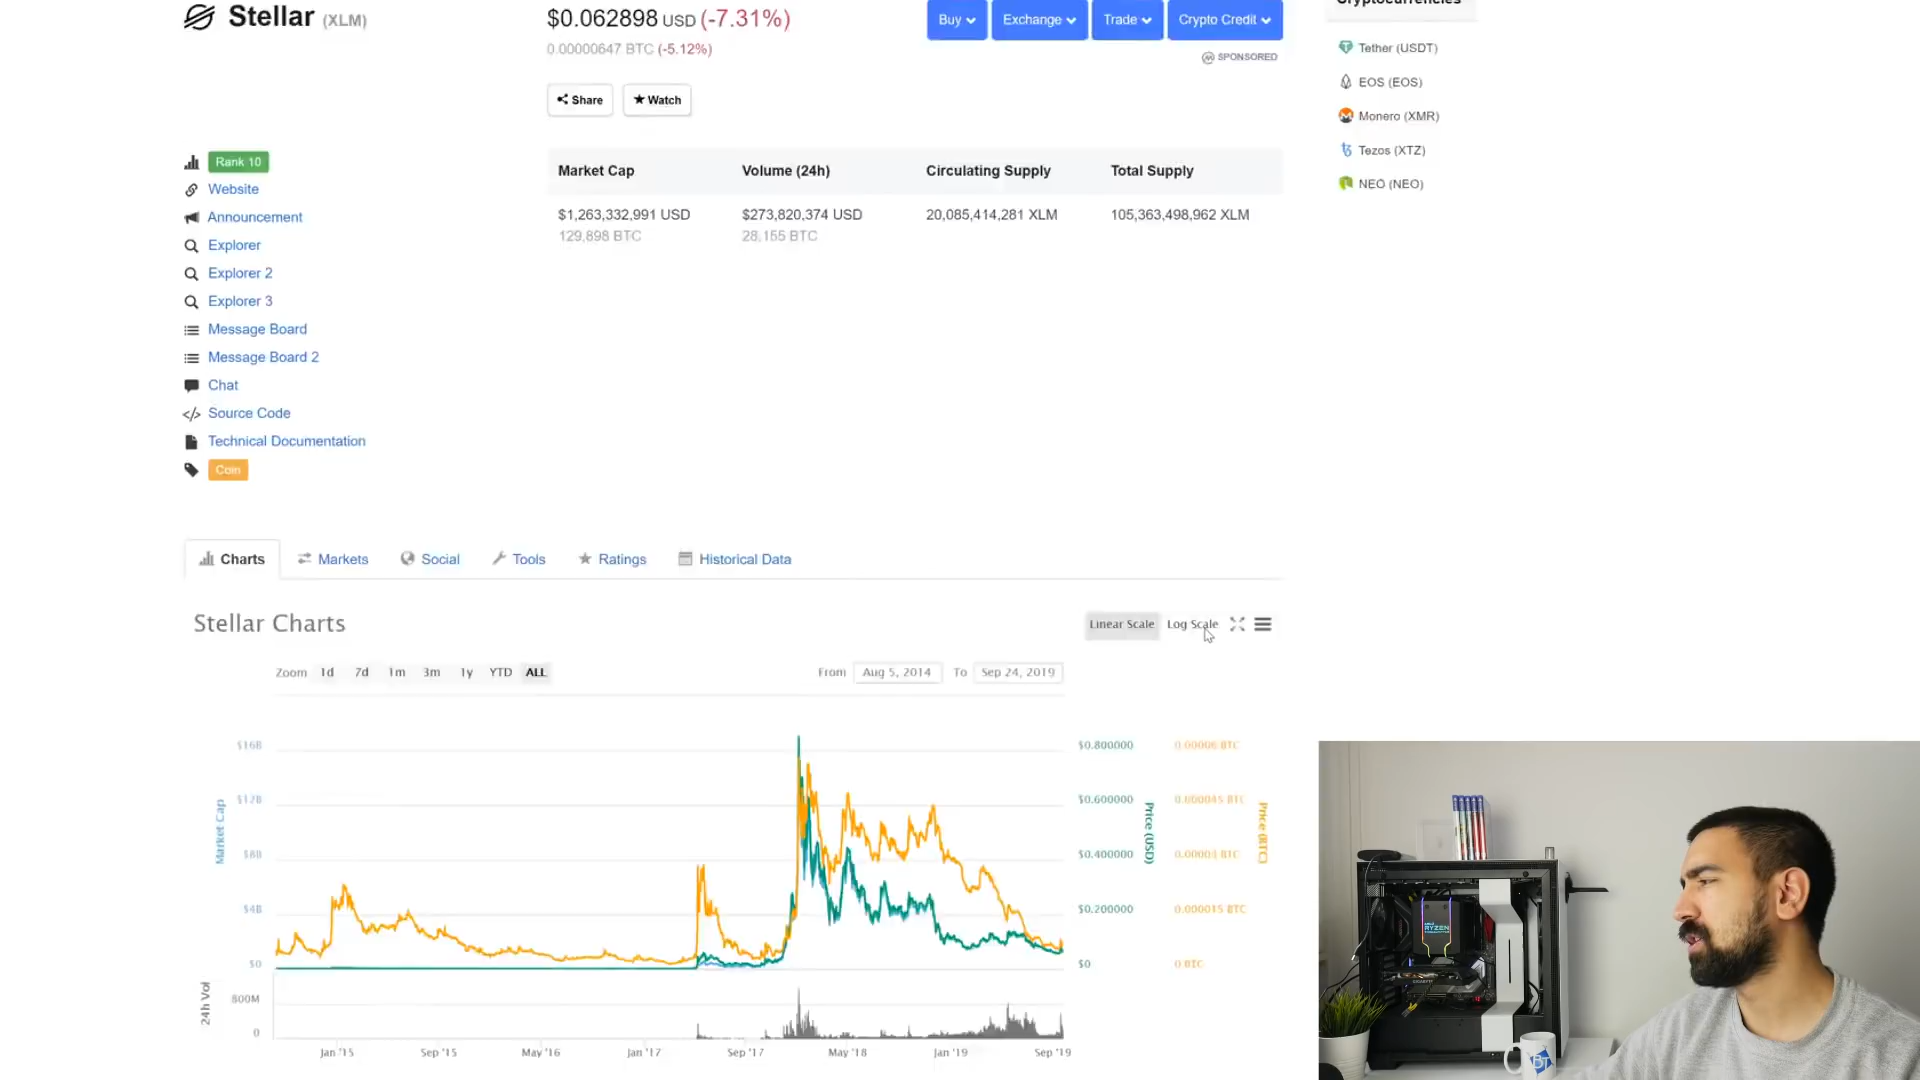 Stellar (XLM)
$0.062898 USD (-7.31%)
0.00000647 BTC (-5.12%)
Buy
Exchange
Trade
Crypto Credit
SPONSORED
Share
Watch
Cryptocurrencies
Tether (USDT)
EOS (EOS)
Monero (XMR)
Tezos (XTZ)
NEO (NEO)
Rank 10
Website
Announcement
Explorer
Explorer 2
Explorer 3
Message Board
Message Board 2
Chat
Source Code
Technical Documentation
Coin
Market Cap Volume (24h) Circulating Supply Total Supply
$1,263,332,991 USD $273,820,374 USD 20,085,414,281 XLM 105,363,498,962 XLM
129,898 BTC 28,155 BTC
Charts Markets Social Tools Ratings Historical Data
Stellar Charts
Linear Scale Log Scale
Zoom 1d 7d 1m 3m 1y YTD ALL
From Aug 5, 2014 To Sep 24, 2019
$16B $0.800000 0.00006 BTC
$12B $0.600000 0.000045 BTC
$8B $0.400000 0.00003 BTC
$4B $0.200000 0.000015 BTC
$0 $0 0 BTC
Market Cap
Price (USD)
Price (BTC)
24h Vol
800M
0
Jan '15 Sep '15 May '16 Jan '17 Sep '17 May '18 Jan '19 Sep '19
RYZEN
BT